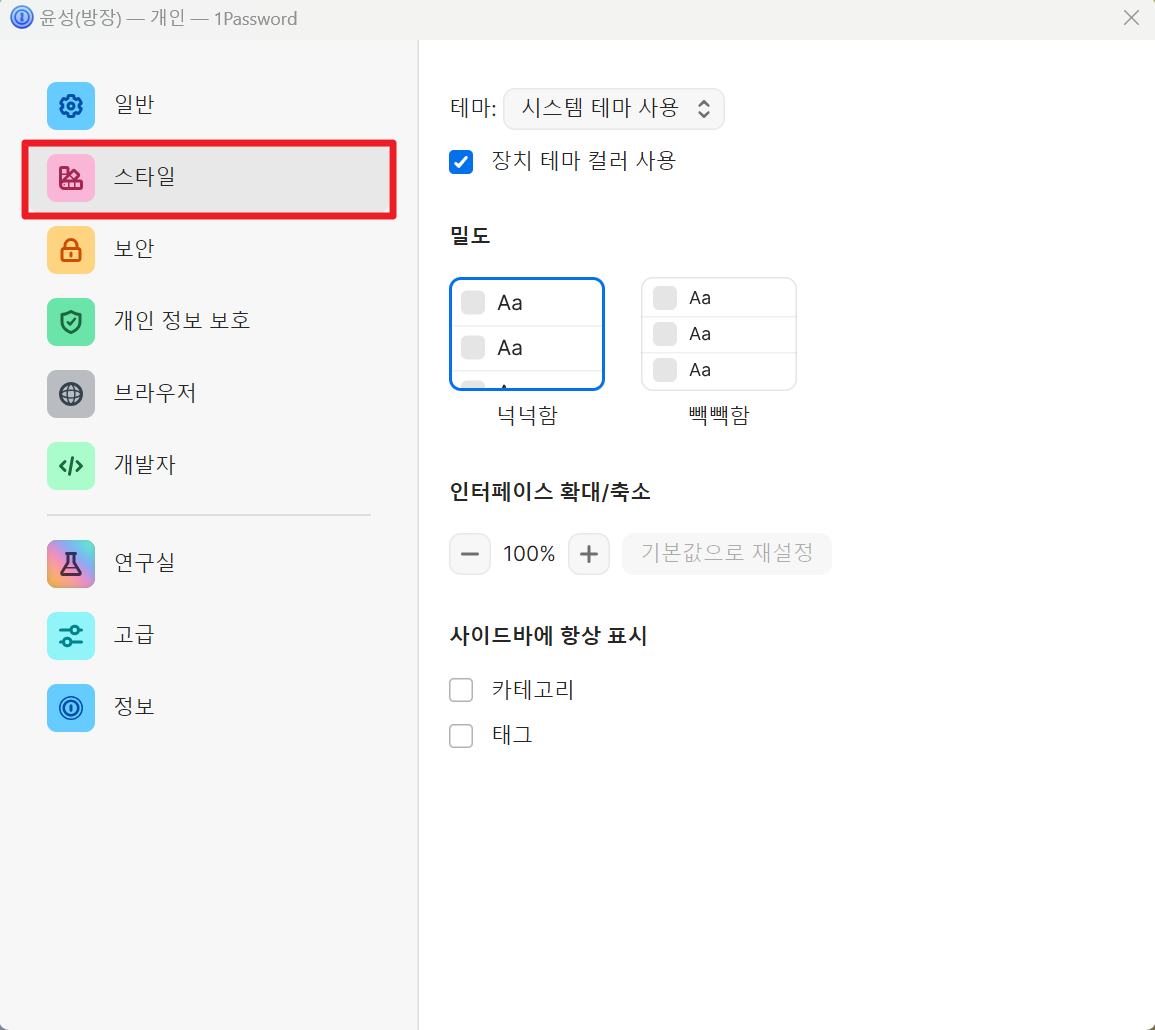 윤성(방장) — 개인 — 1Password
일반
스타일
보안
개인 정보 보호
브라우저
개발자
연구실
고급
정보
테마: 시스템 테마 사용
장치 테마 컬러 사용
밀도
Aa
Aa
넉넉함
Aa
Aa
Aa
빽빽함
인터페이스 확대/축소
100% 기본값으로 재설정
사이드바에 항상 표시
카테고리
태그